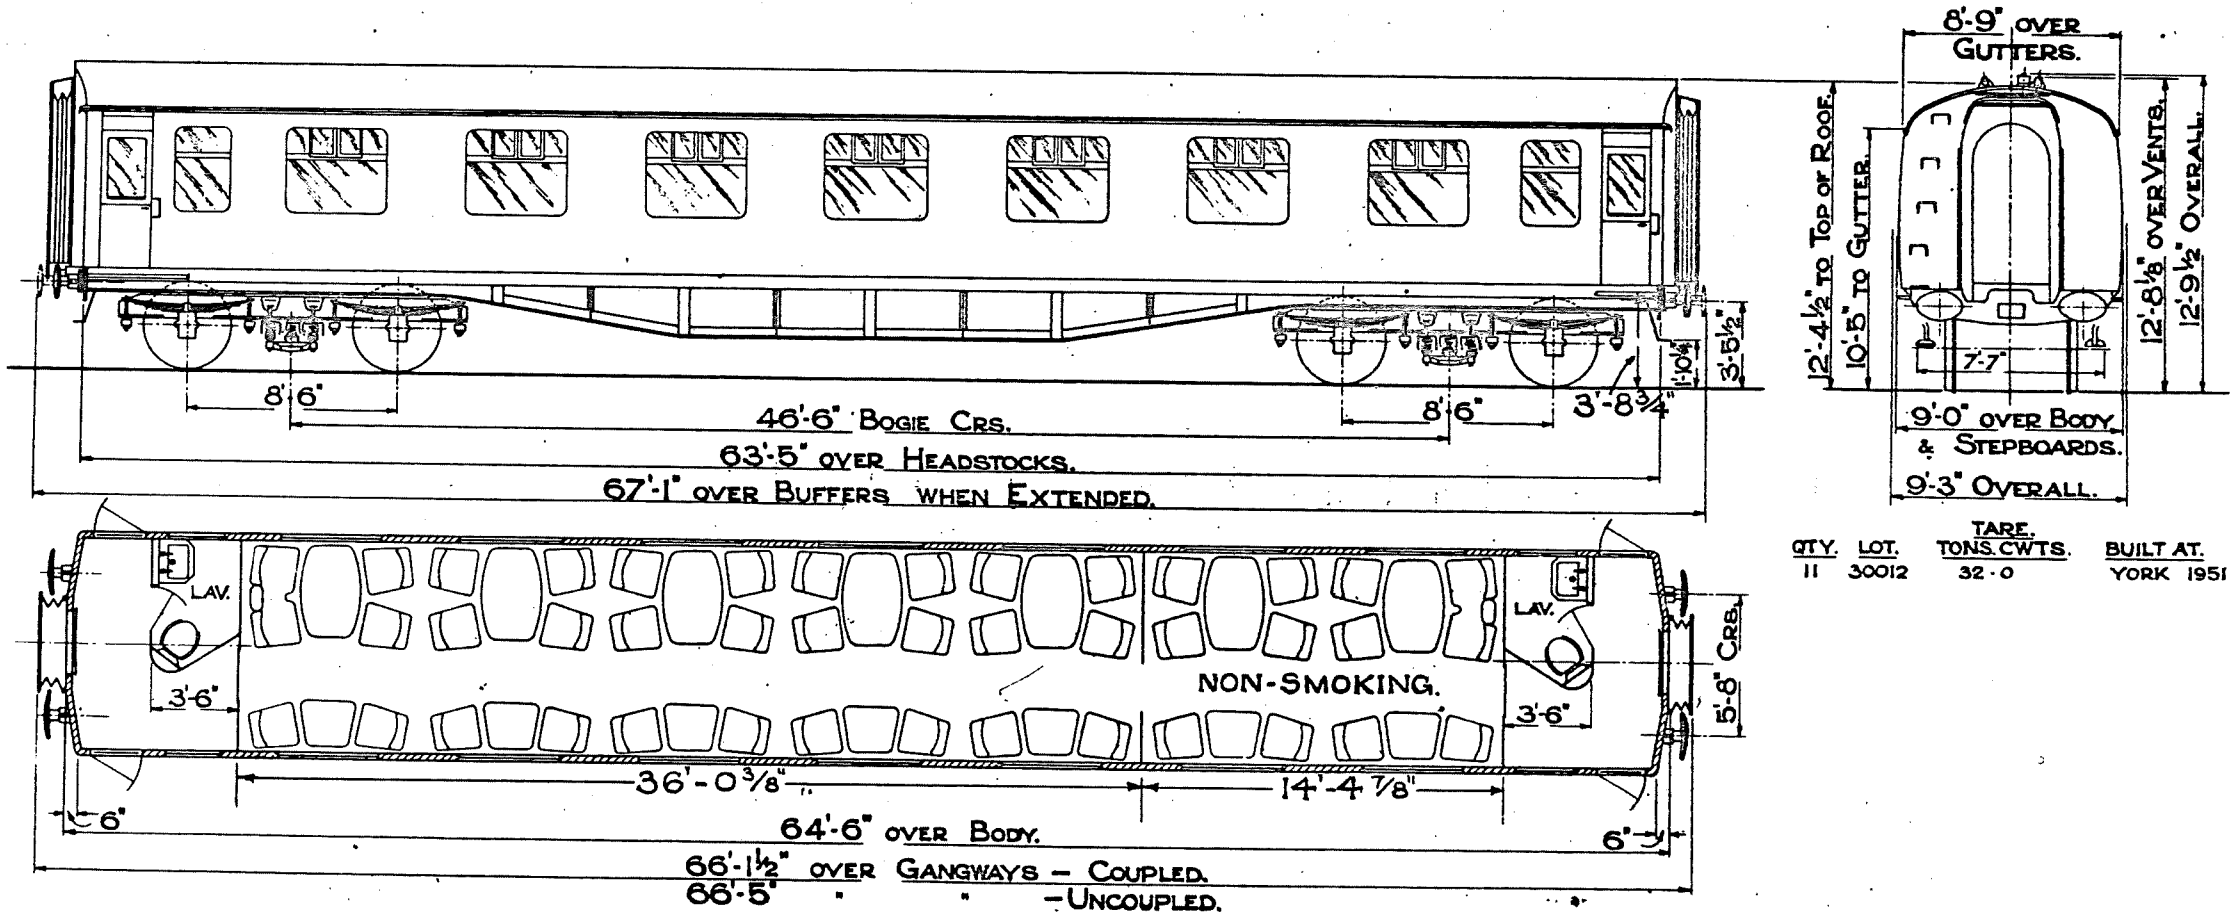 8'-9" OVER
GUTTERS.
12'-4½" TO TOP OF ROOF.
10'-5" TO GUTTER.
12'-8⅛" OVER VENTS.
12'-9½" OVERALL.
7'-7"
9'-0" OVER BODY
& STEPBOARDS.
9'-3" OVERALL.
8'-6"
8'-6"
3'-8¾"
1'-10¼"
3'-5½"
46'-6" BOGIE CRS.
63'-5" OVER HEADSTOCKS.
67'-1" OVER BUFFERS WHEN EXTENDED.
TARE.
QTY. LOT. TONS. CWTS. BUILT AT.
11 30012 32-0 YORK 1951
LAV.
LAV.
NON-SMOKING.
3'-6"
3'-6"
5'-8" CRS.
36'-0 3/8"
14'-4 7/8"
6"
6"
64'-6" OVER BODY.
66'-1½" OVER GANGWAYS - COUPLED.
66'-5" " " - UNCOUPLED.